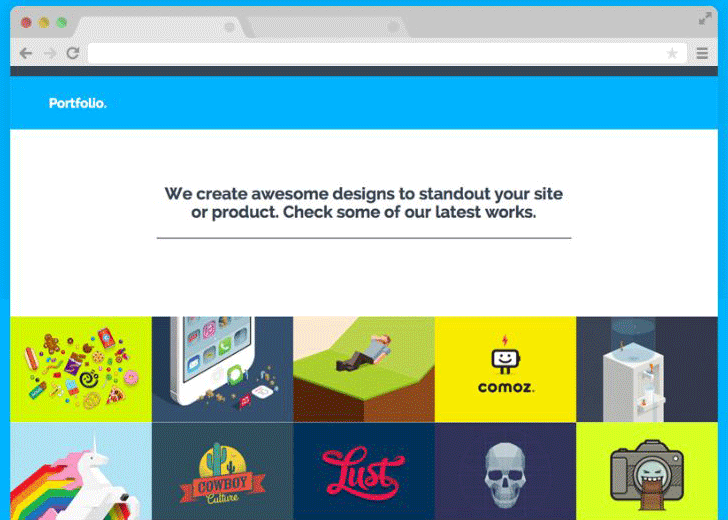 Portfolio.
We create awesome designs to standout your site
or product. Check some of our latest works.
comoz.
COWBOY
Culture
Lust